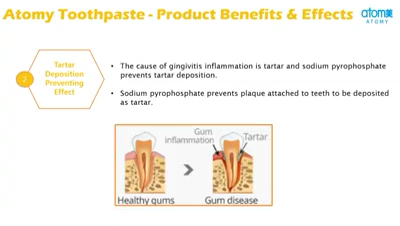 Atomy Toothpaste - Product Benefits & Effects
atomy
ATOMY
2
Tartar
Deposition
Preventing
Effect
• The cause of gingivitis inflammation is tartar and sodium pyrophosphate
prevents tartar deposition.
• Sodium pyrophosphate prevents plaque attached to teeth to be deposited
as tartar.
Gum
inflammation
Tartar
Healthy gums
Gum disease